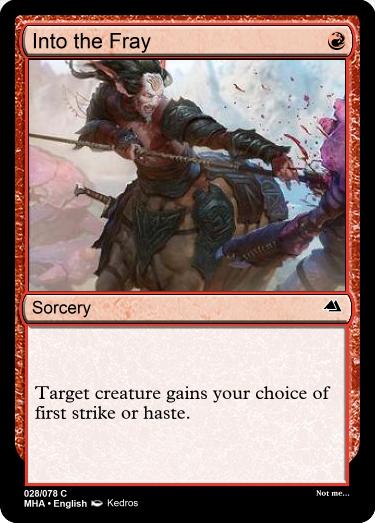 Into the Fray
Sorcery
Target creature gains your choice of
first strike or haste.
028/078 C
MHA • English Kedros
Not me...